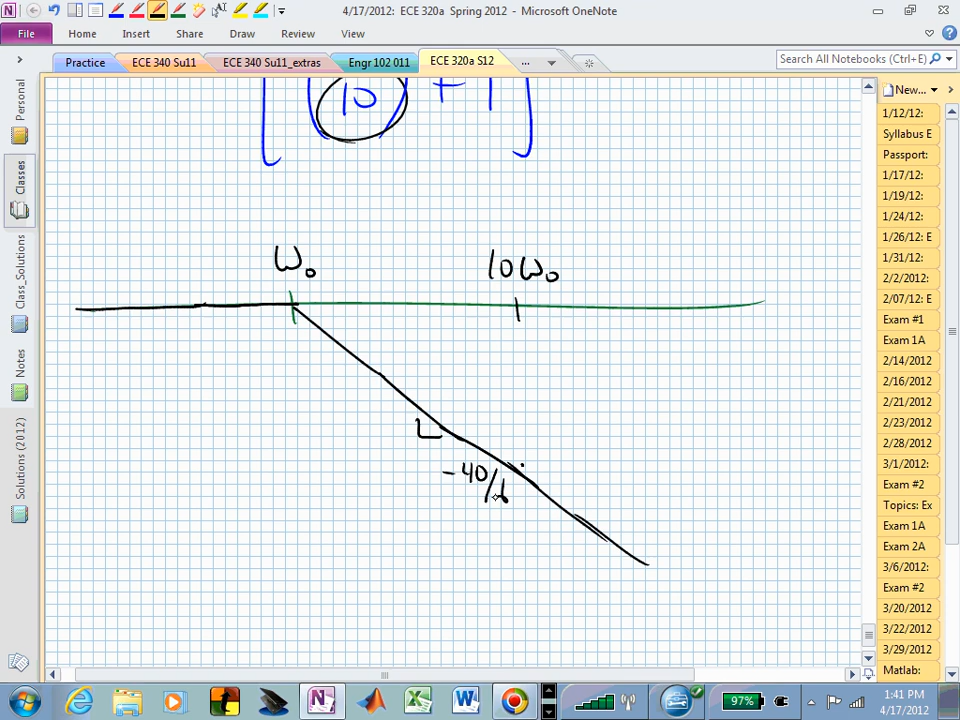 4/17/2012: ECE 320a Spring 2012 - Microsoft OneNote
File Home Insert Share Draw Review View
Practice ECE 340 Su11 ECE 340 Su11_extras Engr 102 011 ECE 320a S12 ...
Search All Notebooks (Ctrl+E)
New...
Personal
Classes
Class_Solutions
Notes
Solutions (2012)
10 + 1
ω₀ 10ω₀
-40/d
1/12/12:
Syllabus E
Passport:
1/17/12:
1/19/12:
1/24/12:
1/26/12: E
1/31/12:
2/2/2012:
2/07/12: E
Exam #1
Exam 1A
2/14/2012
2/16/2012
2/21/2012
2/23/2012
2/28/2012
3/1/2012:
Exam #2
Topics: Ex
Exam 1A
Exam 2A
3/6/2012:
Exam #2
3/20/2012
3/22/2012
3/29/2012
Matlab:
97%
1:41 PM
4/17/2012